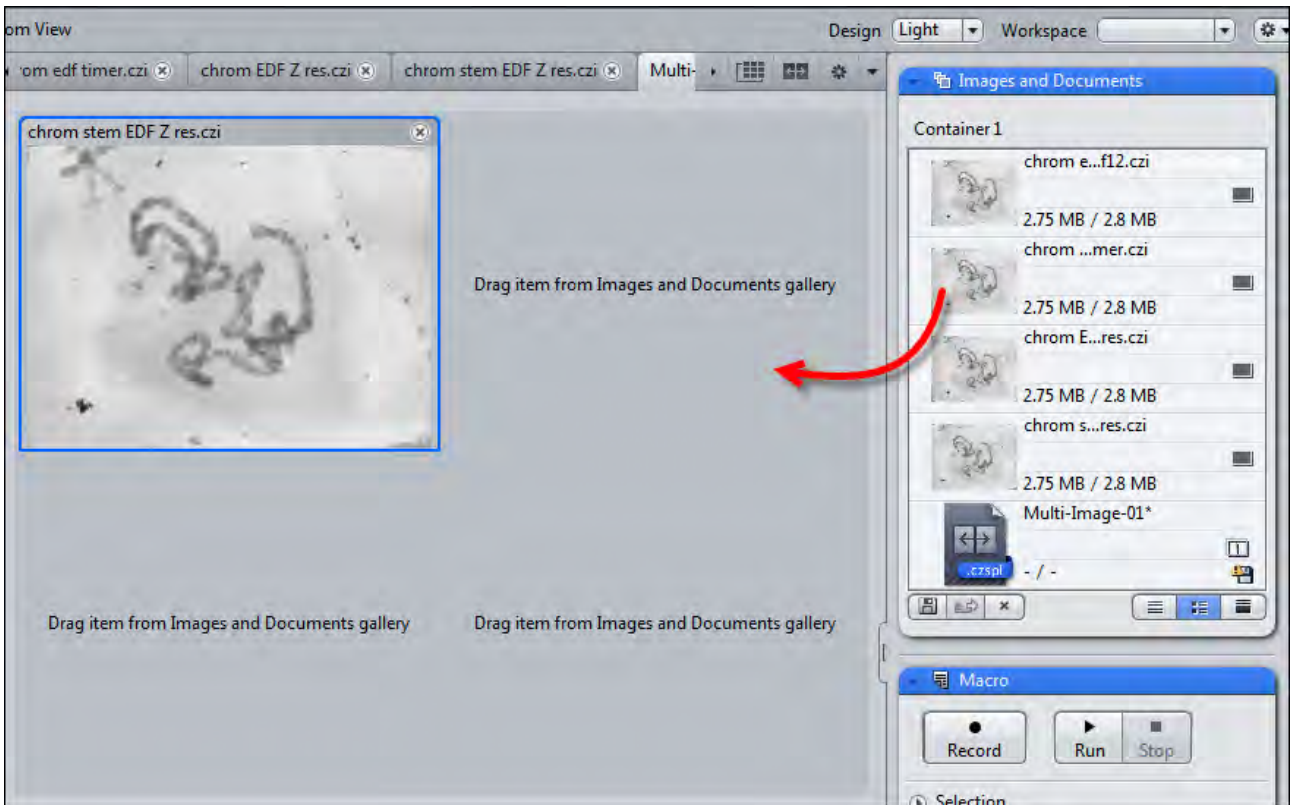 om View
Design Light Workspace
om edf timer.czi chrom EDF Z res.czi chrom stem EDF Z res.czi Multi-
chrom stem EDF Z res.czi
Drag item from Images and Documents gallery
Drag item from Images and Documents gallery
Drag item from Images and Documents gallery
Images and Documents
Container 1
chrom e...f12.czi
2.75 MB / 2.8 MB
chrom ...mer.czi
2.75 MB / 2.8 MB
chrom E...res.czi
2.75 MB / 2.8 MB
chrom s...res.czi
2.75 MB / 2.8 MB
Multi-Image-01*
1
.czspl - / -
Macro
Record Run Stop
Selection